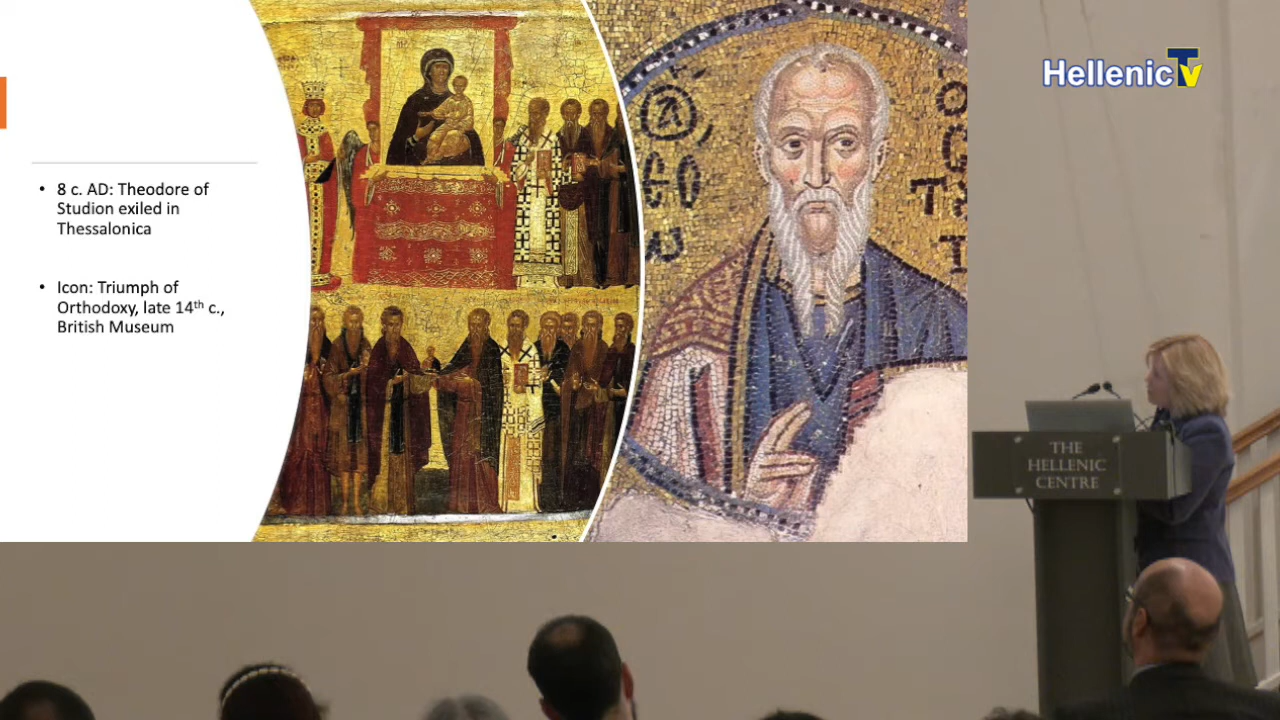 • 8 c. AD: Theodore of
Studion exiled in
Thessalonica
• Icon: Triumph of
Orthodoxy, late 14th c.,
British Museum
HellenicTV
THE
HELLENIC
CENTRE